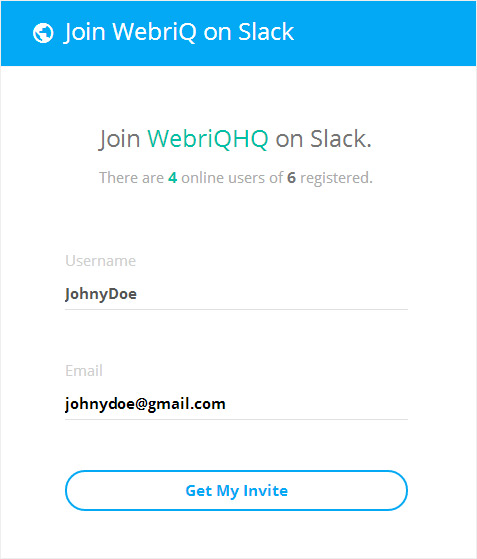 Join WebriQ on Slack
Join WebriQHQ on Slack.
There are 4 online users of 6 registered.
Username
JohnyDoe
Email
johnydoe@gmail.com
Get My Invite